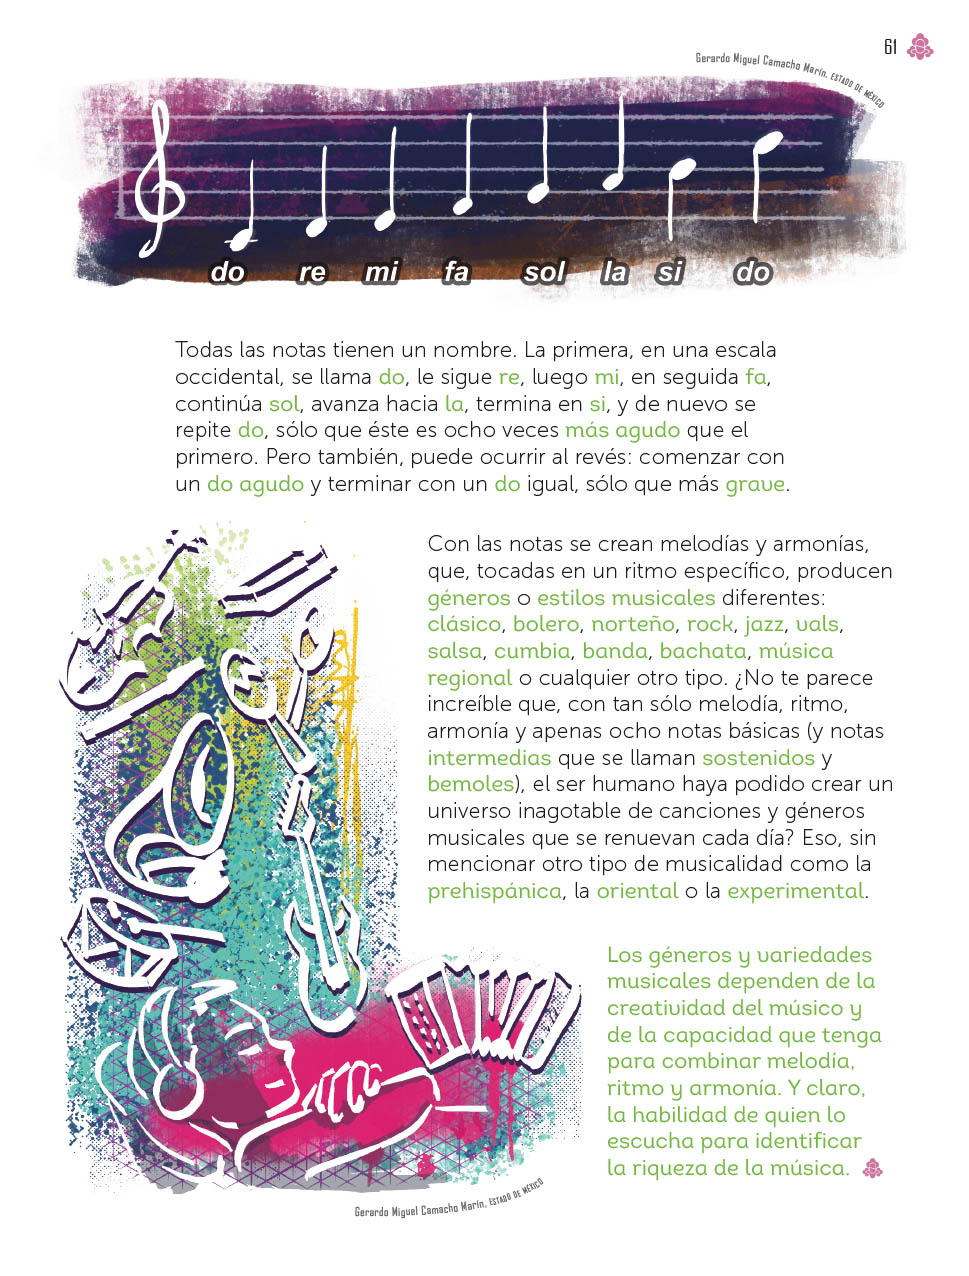 61
Gerardo Miguel Camacho Marín, ESTADO DE MÉXICO
do re mi fa sol la si do
Todas las notas tienen un nombre. La primera, en una escala
occidental, se llama do, le sigue re, luego mi, en seguida fa,
continúa sol, avanza hacia la, termina en si, y de nuevo se
repite do, sólo que éste es ocho veces más agudo que el
primero. Pero también, puede ocurrir al revés: comenzar con
un do agudo y terminar con un do igual, sólo que más grave.
Con las notas se crean melodías y armonías,
que, tocadas en un ritmo específico, producen
géneros o estilos musicales diferentes:
clásico, bolero, norteño, rock, jazz, vals,
salsa, cumbia, banda, bachata, música
regional o cualquier otro tipo. ¿No te parece
increíble que, con tan sólo melodía, ritmo,
armonía y apenas ocho notas básicas (y notas
intermedias que se llaman sostenidos y
bemoles), el ser humano haya podido crear un
universo inagotable de canciones y géneros
musicales que se renuevan cada día? Eso, sin
mencionar otro tipo de musicalidad como la
prehispánica, la oriental o la experimental.
Los géneros y variedades
musicales dependen de la
creatividad del músico y
de la capacidad que tenga
para combinar melodía,
ritmo y armonía. Y claro,
la habilidad de quien lo
escucha para identificar
la riqueza de la música.
Gerardo Miguel Camacho Marín, ESTADO DE MÉXICO